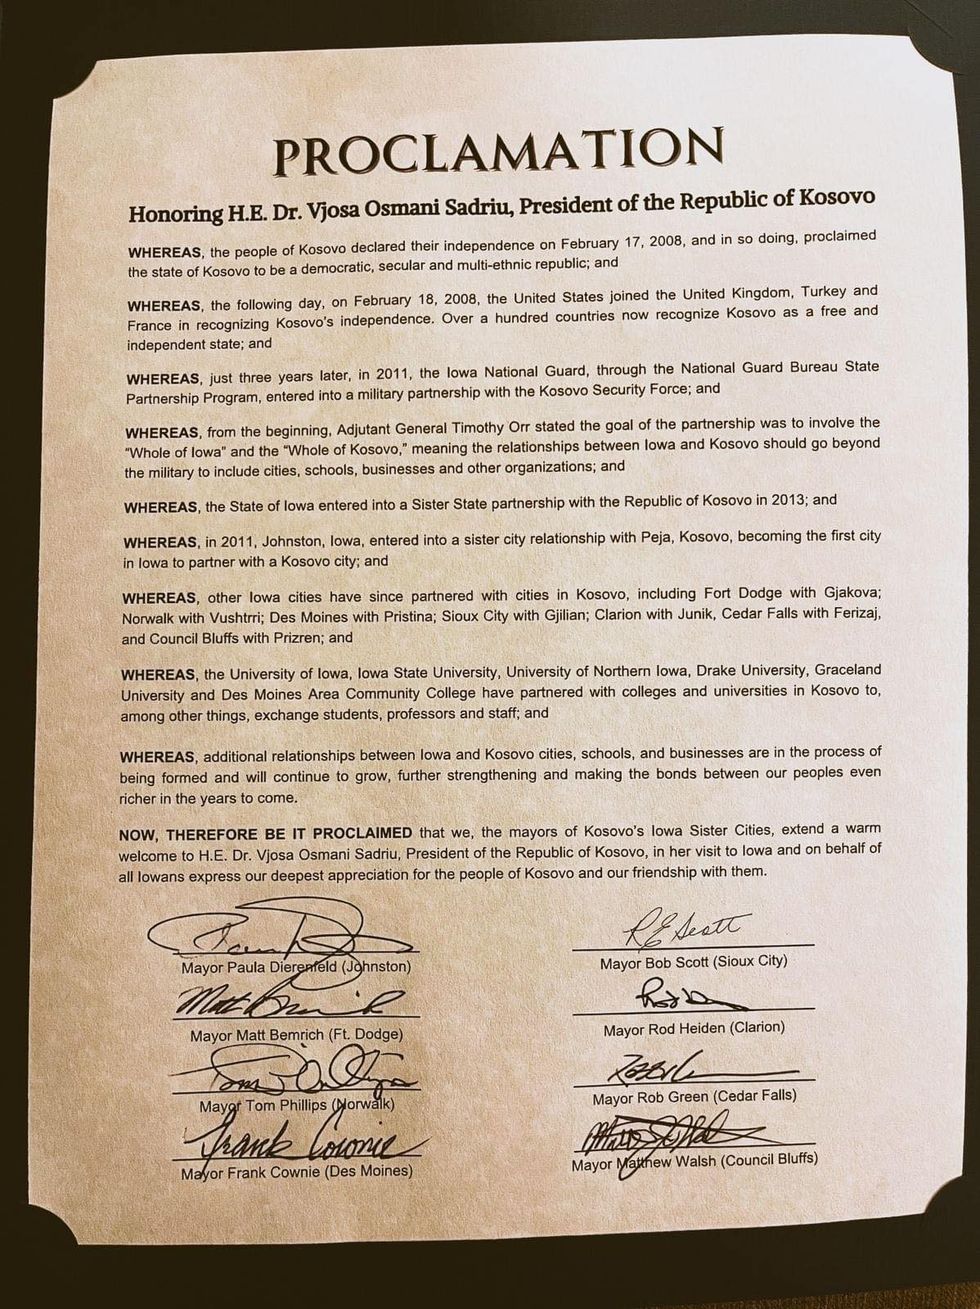 PROCLAMATION
Honoring H.E. Dr. Vjosa Osmani Sadriu, President of the Republic of Kosovo
WHEREAS, the people of Kosovo declared their independence on February 17, 2008, and in so doing, proclaimed
the state of Kosovo to be a democratic, secular and multi-ethnic republic; and
WHEREAS, the following day, on February 18, 2008, the United States joined the United Kingdom, Turkey and
France in recognizing Kosovo's independence. Over a hundred countries now recognize Kosovo as a free and
independent state; and
WHEREAS, just three years later, in 2011, the Iowa National Guard, through the National Guard Bureau State
Partnership Program, entered into a military partnership with the Kosovo Security Force; and
WHEREAS, from the beginning, Adjutant General Timothy Orr stated the goal of the partnership was to involve the
"Whole of Iowa" and the "Whole of Kosovo," meaning the relationships between Iowa and Kosovo should go beyond
the military to include cities, schools, businesses and other organizations; and
WHEREAS, the State of Iowa entered into a Sister State partnership with the Republic of Kosovo in 2013; and
WHEREAS, in 2011, Johnston, Iowa, entered into a sister city relationship with Peja, Kosovo, becoming the first city
in Iowa to partner with a Kosovo city; and
WHEREAS, other Iowa cities have since partnered with cities in Kosovo, including Fort Dodge with Gjakova;
Norwalk with Vushtrri; Des Moines with Pristina; Sioux City with Gjilian; Clarion with Junik, Cedar Falls with Ferizaj,
and Council Bluffs with Prizren; and
WHEREAS, the University of Iowa, Iowa State University, University of Northern Iowa, Drake University, Graceland
University and Des Moines Area Community College have partnered with colleges and universities in Kosovo to,
among other things, exchange students, professors and staff; and
WHEREAS, additional relationships between Iowa and Kosovo cities, schools, and businesses are in the process of
being formed and will continue to grow, further strengthening and making the bonds between our peoples even
richer in the years to come.
NOW, THEREFORE BE IT PROCLAIMED that we, the mayors of Kosovo's Iowa Sister Cities, extend a warm
welcome to H.E. Dr. Vjosa Osmani Sadriu, President of the Republic of Kosovo, in her visit to Iowa and on behalf of
all Iowans express our deepest appreciation for the people of Kosovo and our friendship with them.
Mayor Paula Dierenfeld (Johnston)
Matt Bemrich
Mayor Matt Bemrich (Ft. Dodge)
Mayor Tom Phillips (Norwalk)
Frank Cownie
Mayor Frank Cownie (Des Moines)
R E Scott
Mayor Bob Scott (Sioux City)
Mayor Rod Heiden (Clarion)
Mayor Rob Green (Cedar Falls)
Mayor Matthew Walsh (Council Bluffs)